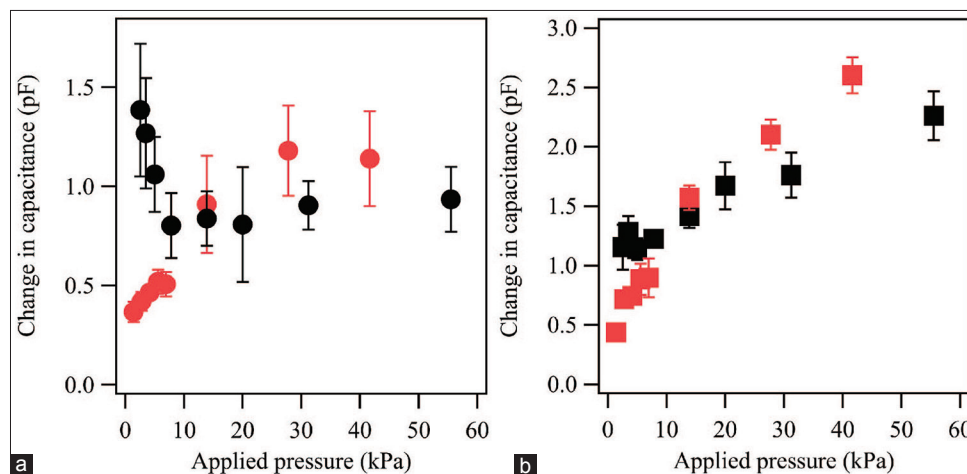 Change in capacitance (pF)
1.5
1.0
0.5
0.0
0 10 20 30 40 50 60
Applied pressure (kPa)
a
Change in capacitance (pF)
3.0
2.5
2.0
1.5
1.0
0.5
0.0
0 10 20 30 40 50 60
Applied pressure (kPa)
b